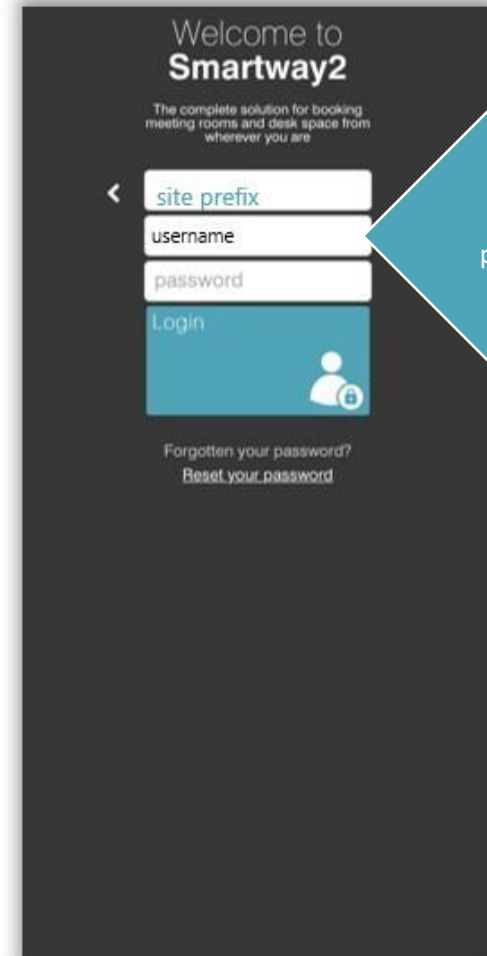 Welcome to
Smartway2
The complete solution for booking
meeting rooms and desk space from
wherever you are
site prefix
username
password
Login
Forgotten your password?
Reset your password